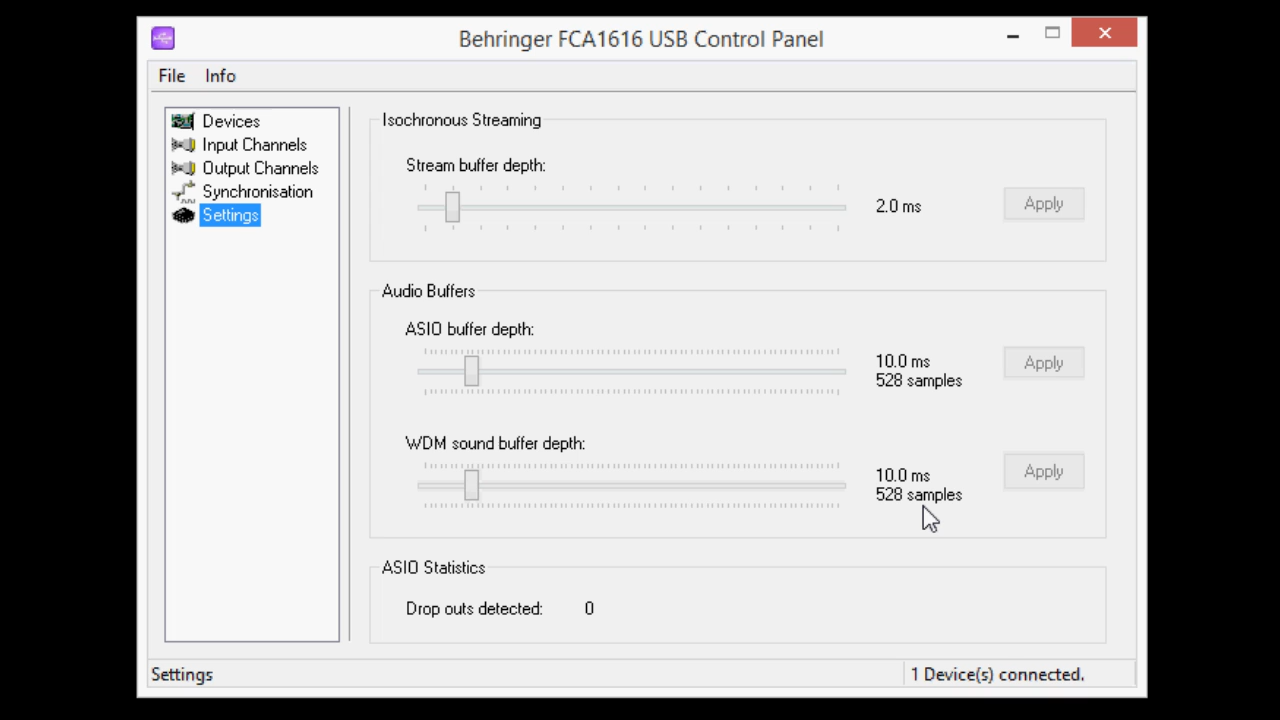 Behringer FCA1616 USB Control Panel
File Info
Devices
Input Channels
Output Channels
Synchronisation
Settings
Isochronous Streaming
Stream buffer depth:
2.0 ms
Apply
Audio Buffers
ASIO buffer depth:
10.0 ms
528 samples
Apply
WDM sound buffer depth:
10.0 ms
528 samples
Apply
ASIO Statistics
Drop outs detected: 0
Settings
1 Device(s) connected.